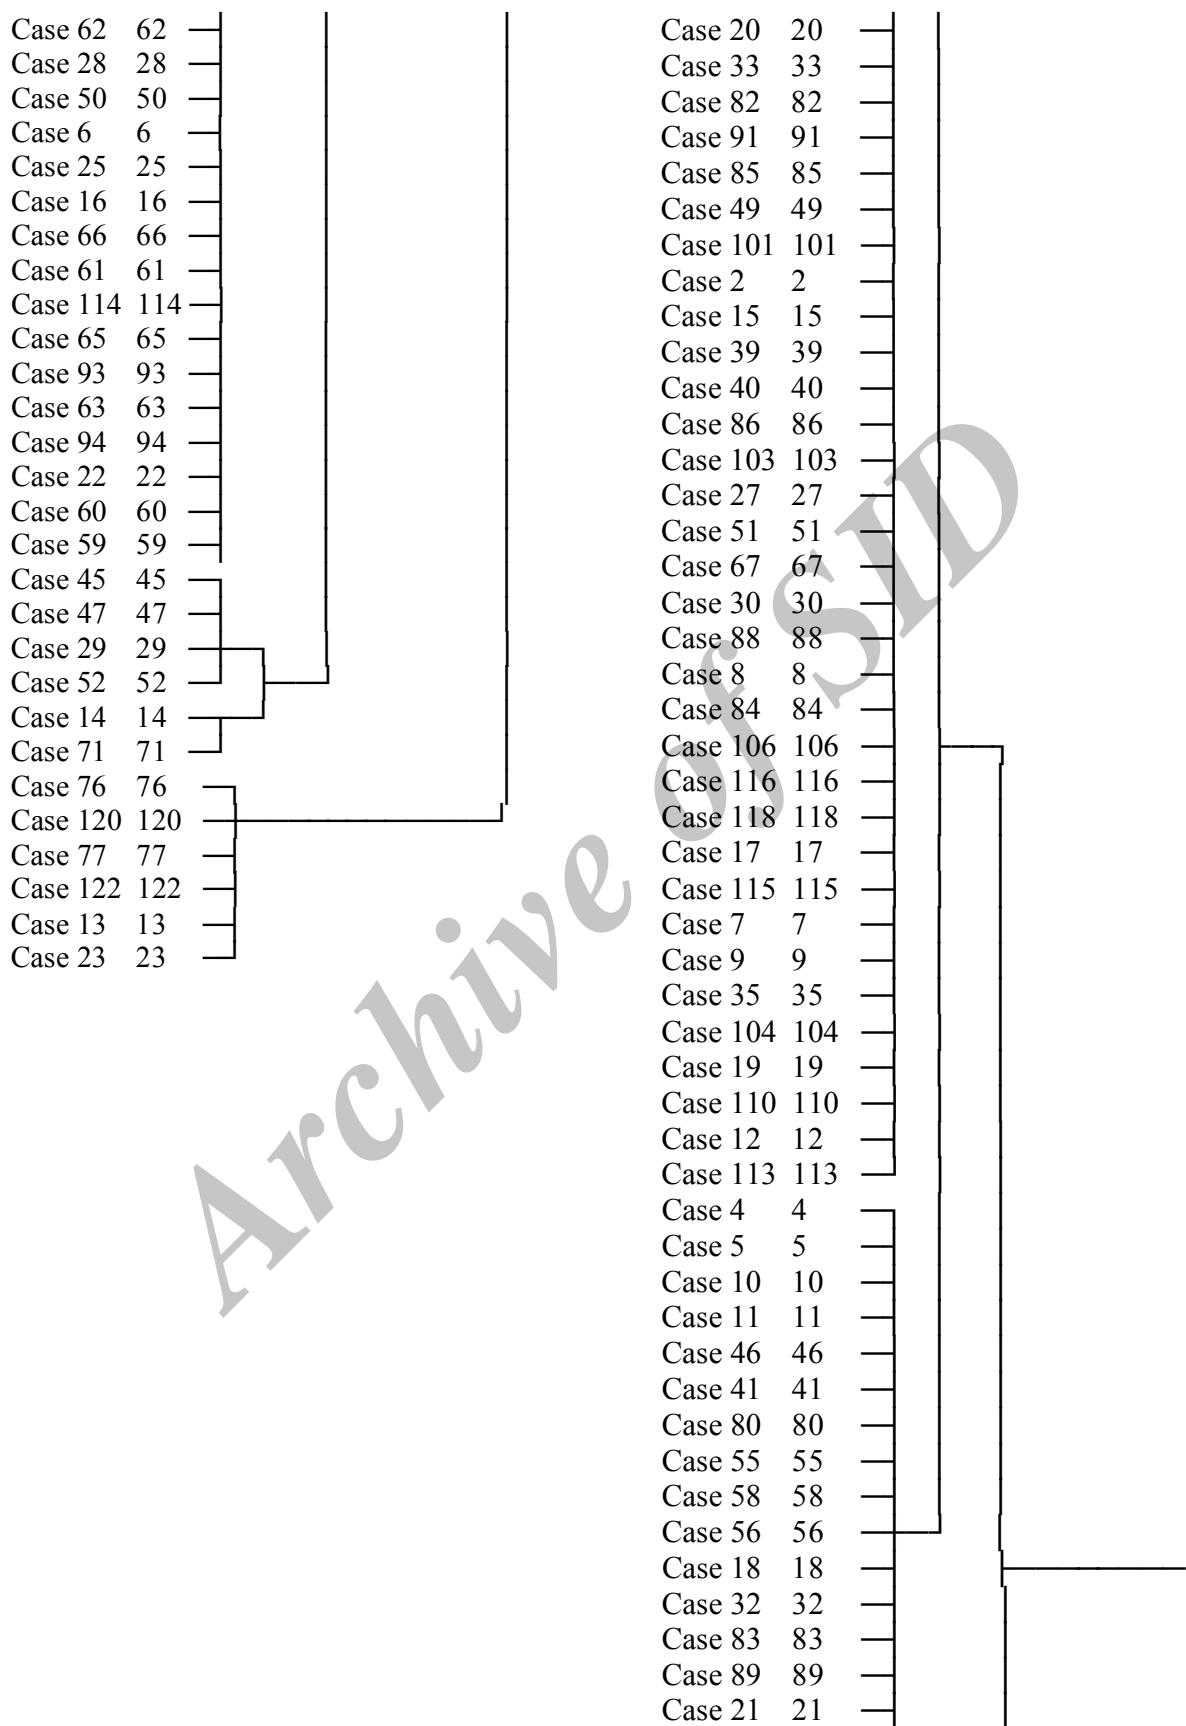 Case 62 62
Case 28 28
Case 50 50
Case 6 6
Case 25 25
Case 16 16
Case 66 66
Case 61 61
Case 114 114
Case 65 65
Case 93 93
Case 63 63
Case 94 94
Case 22 22
Case 60 60
Case 59 59
Case 45 45
Case 47 47
Case 29 29
Case 52 52
Case 14 14
Case 71 71
Case 76 76
Case 120 120
Case 77 77
Case 122 122
Case 13 13
Case 23 23
Case 20 20
Case 33 33
Case 82 82
Case 91 91
Case 85 85
Case 49 49
Case 101 101
Case 2 2
Case 15 15
Case 39 39
Case 40 40
Case 86 86
Case 103 103
Case 27 27
Case 51 51
Case 67 67
Case 30 30
Case 88 88
Case 8 8
Case 84 84
Case 106 106
Case 116 116
Case 118 118
Case 17 17
Case 115 115
Case 7 7
Case 9 9
Case 35 35
Case 104 104
Case 19 19
Case 110 110
Case 12 12
Case 113 113
Case 4 4
Case 5 5
Case 10 10
Case 11 11
Case 46 46
Case 41 41
Case 80 80
Case 55 55
Case 58 58
Case 56 56
Case 18 18
Case 32 32
Case 83 83
Case 89 89
Case 21 21
Archive of SID